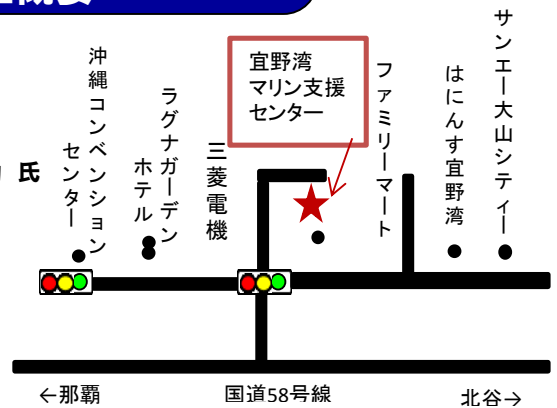 沖縄コンベンション
センター
ラグナガーデン
ホテル
三菱電機
宜野湾
マリン支援
センター
ファミリーマート
はにんす宜野湾
サンエー大山シティー
氏
←那覇
国道58号線
北谷→